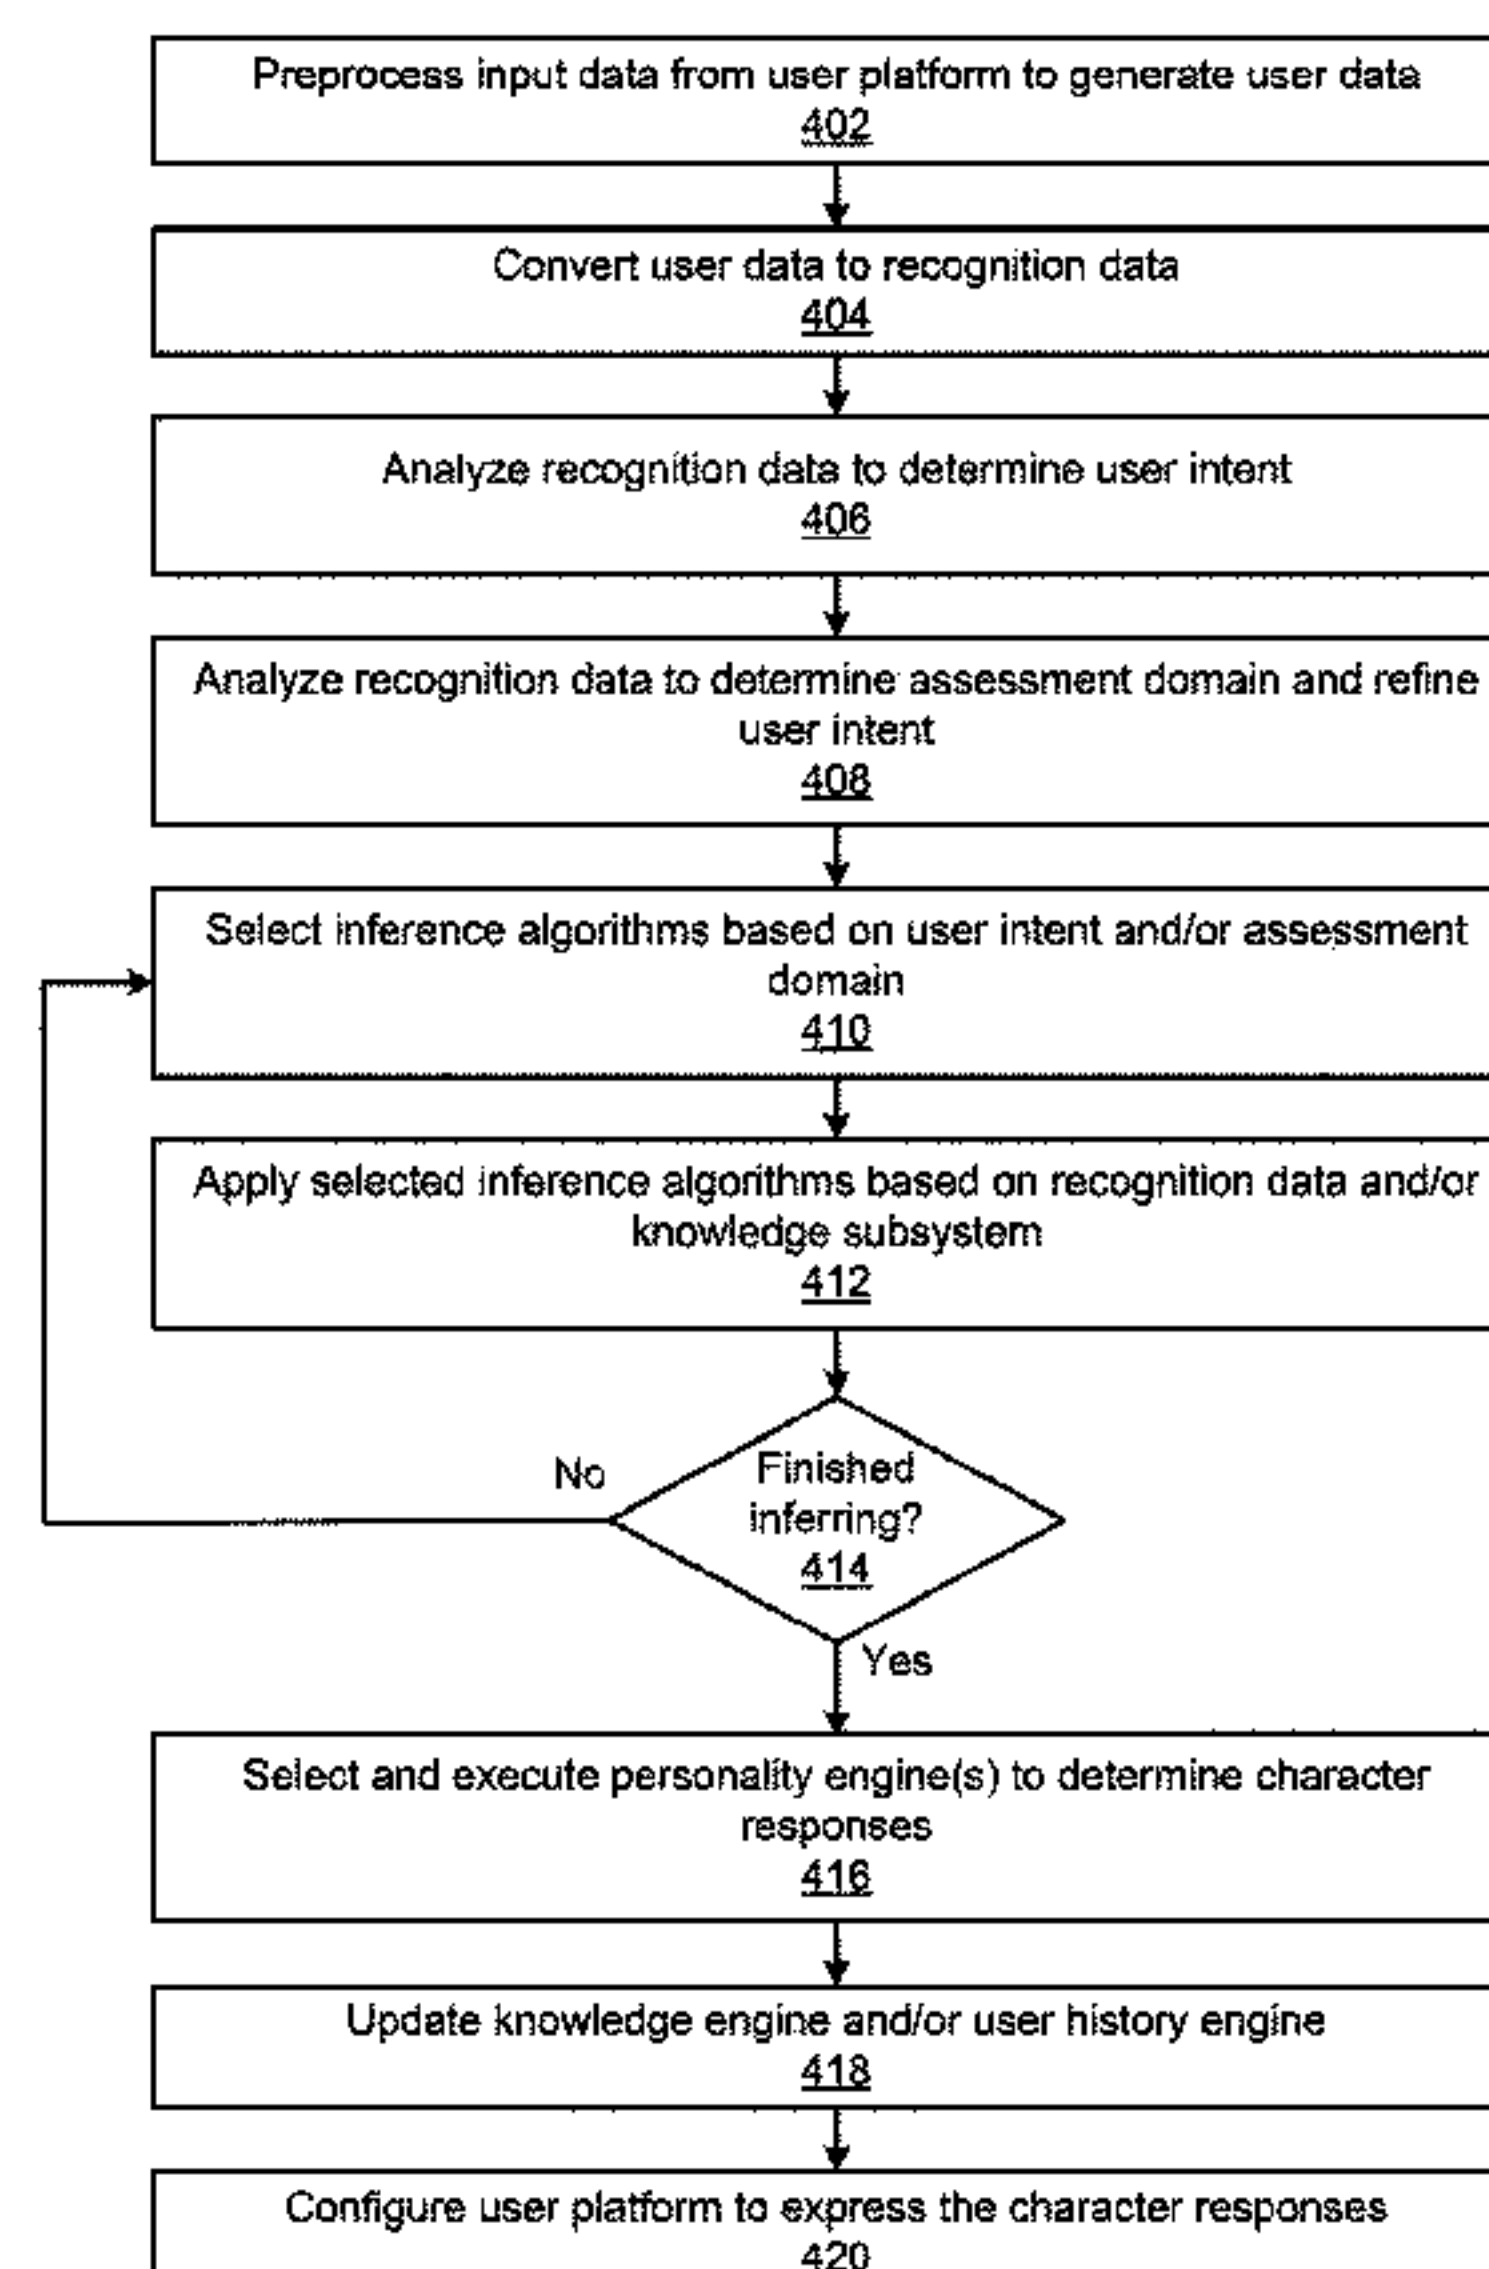 Preprocess input data from user platform to generate user data
402
Convert user data to recognition data
404
Analyze recognition data to determine user intent
406
Analyze recognition data to determine assessment domain and refine
user intent
408
Select inference algorithms based on user intent and/or assessment
domain
410
Apply selected inference algorithms based on recognition data and/or
knowledge subsystem
412
No
Finished
inferring?
414
Yes
Select and execute personality engine(s) to determine character
responses
416
Update knowledge engine and/or user history engine
418
Configure user platform to express the character responses
420